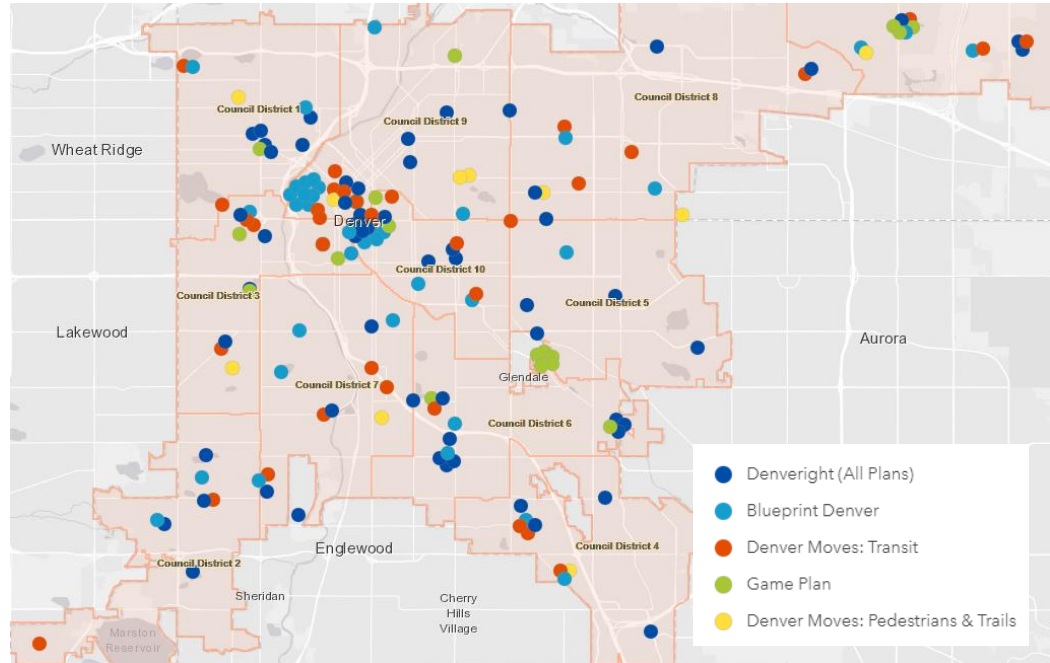 Council District 8
Council District 1
Council District 9
Wheat Ridge
Denver
Council District 10
Council District 3
Council District 5
Lakewood
Aurora
Glendale
Council District 7
Council District 6
Denveright (All Plans)
Blueprint Denver
Denver Moves: Transit
Game Plan
Denver Moves: Pedestrians & Trails
Englewood
Council District 4
Council District 2
Sheridan
Cherry
Hills
Village
Marston
Reservoir